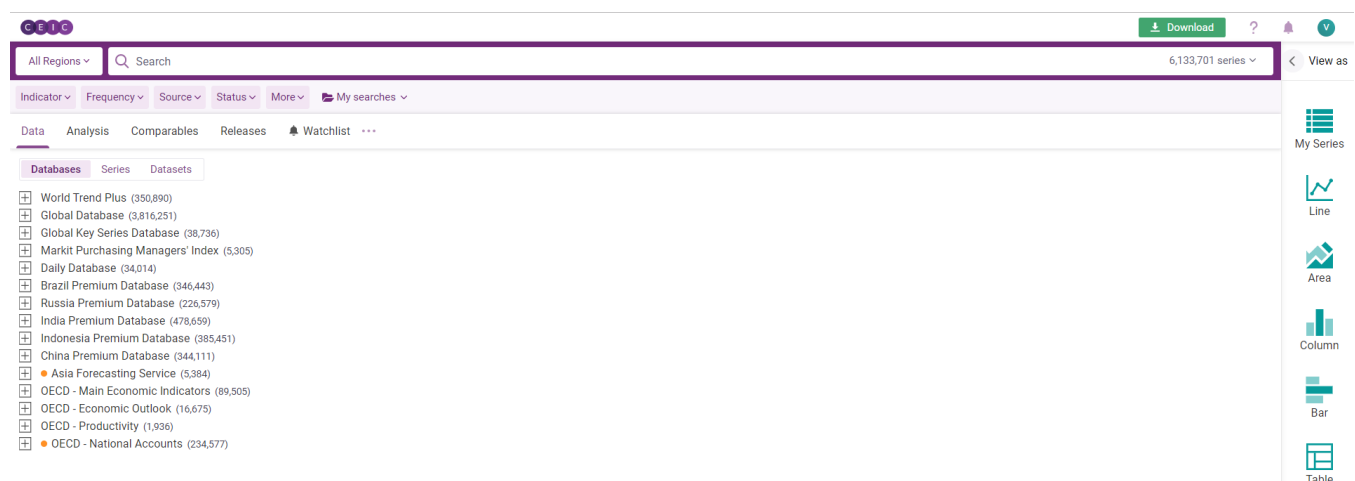 CEIC
Download ? V
All Regions Search 6,133,701 series View as
Indicator Frequency Source Status More My searches
Data Analysis Comparables Releases Watchlist ...
My Series
Databases Series Datasets
World Trend Plus (350,890)
Global Database (3,816,251)
Line
Global Key Series Database (38,736)
Markit Purchasing Managers' Index (5,305)
Daily Database (34,014)
Area
Brazil Premium Database (346,443)
Russia Premium Database (226,579)
India Premium Database (478,659)
Indonesia Premium Database (385,451)
Column
China Premium Database (344,111)
Asia Forecasting Service (5,384)
OECD - Main Economic Indicators (89,505)
OECD - Economic Outlook (16,675)
Bar
OECD - Productivity (1,936)
OECD - National Accounts (234,577)
Table